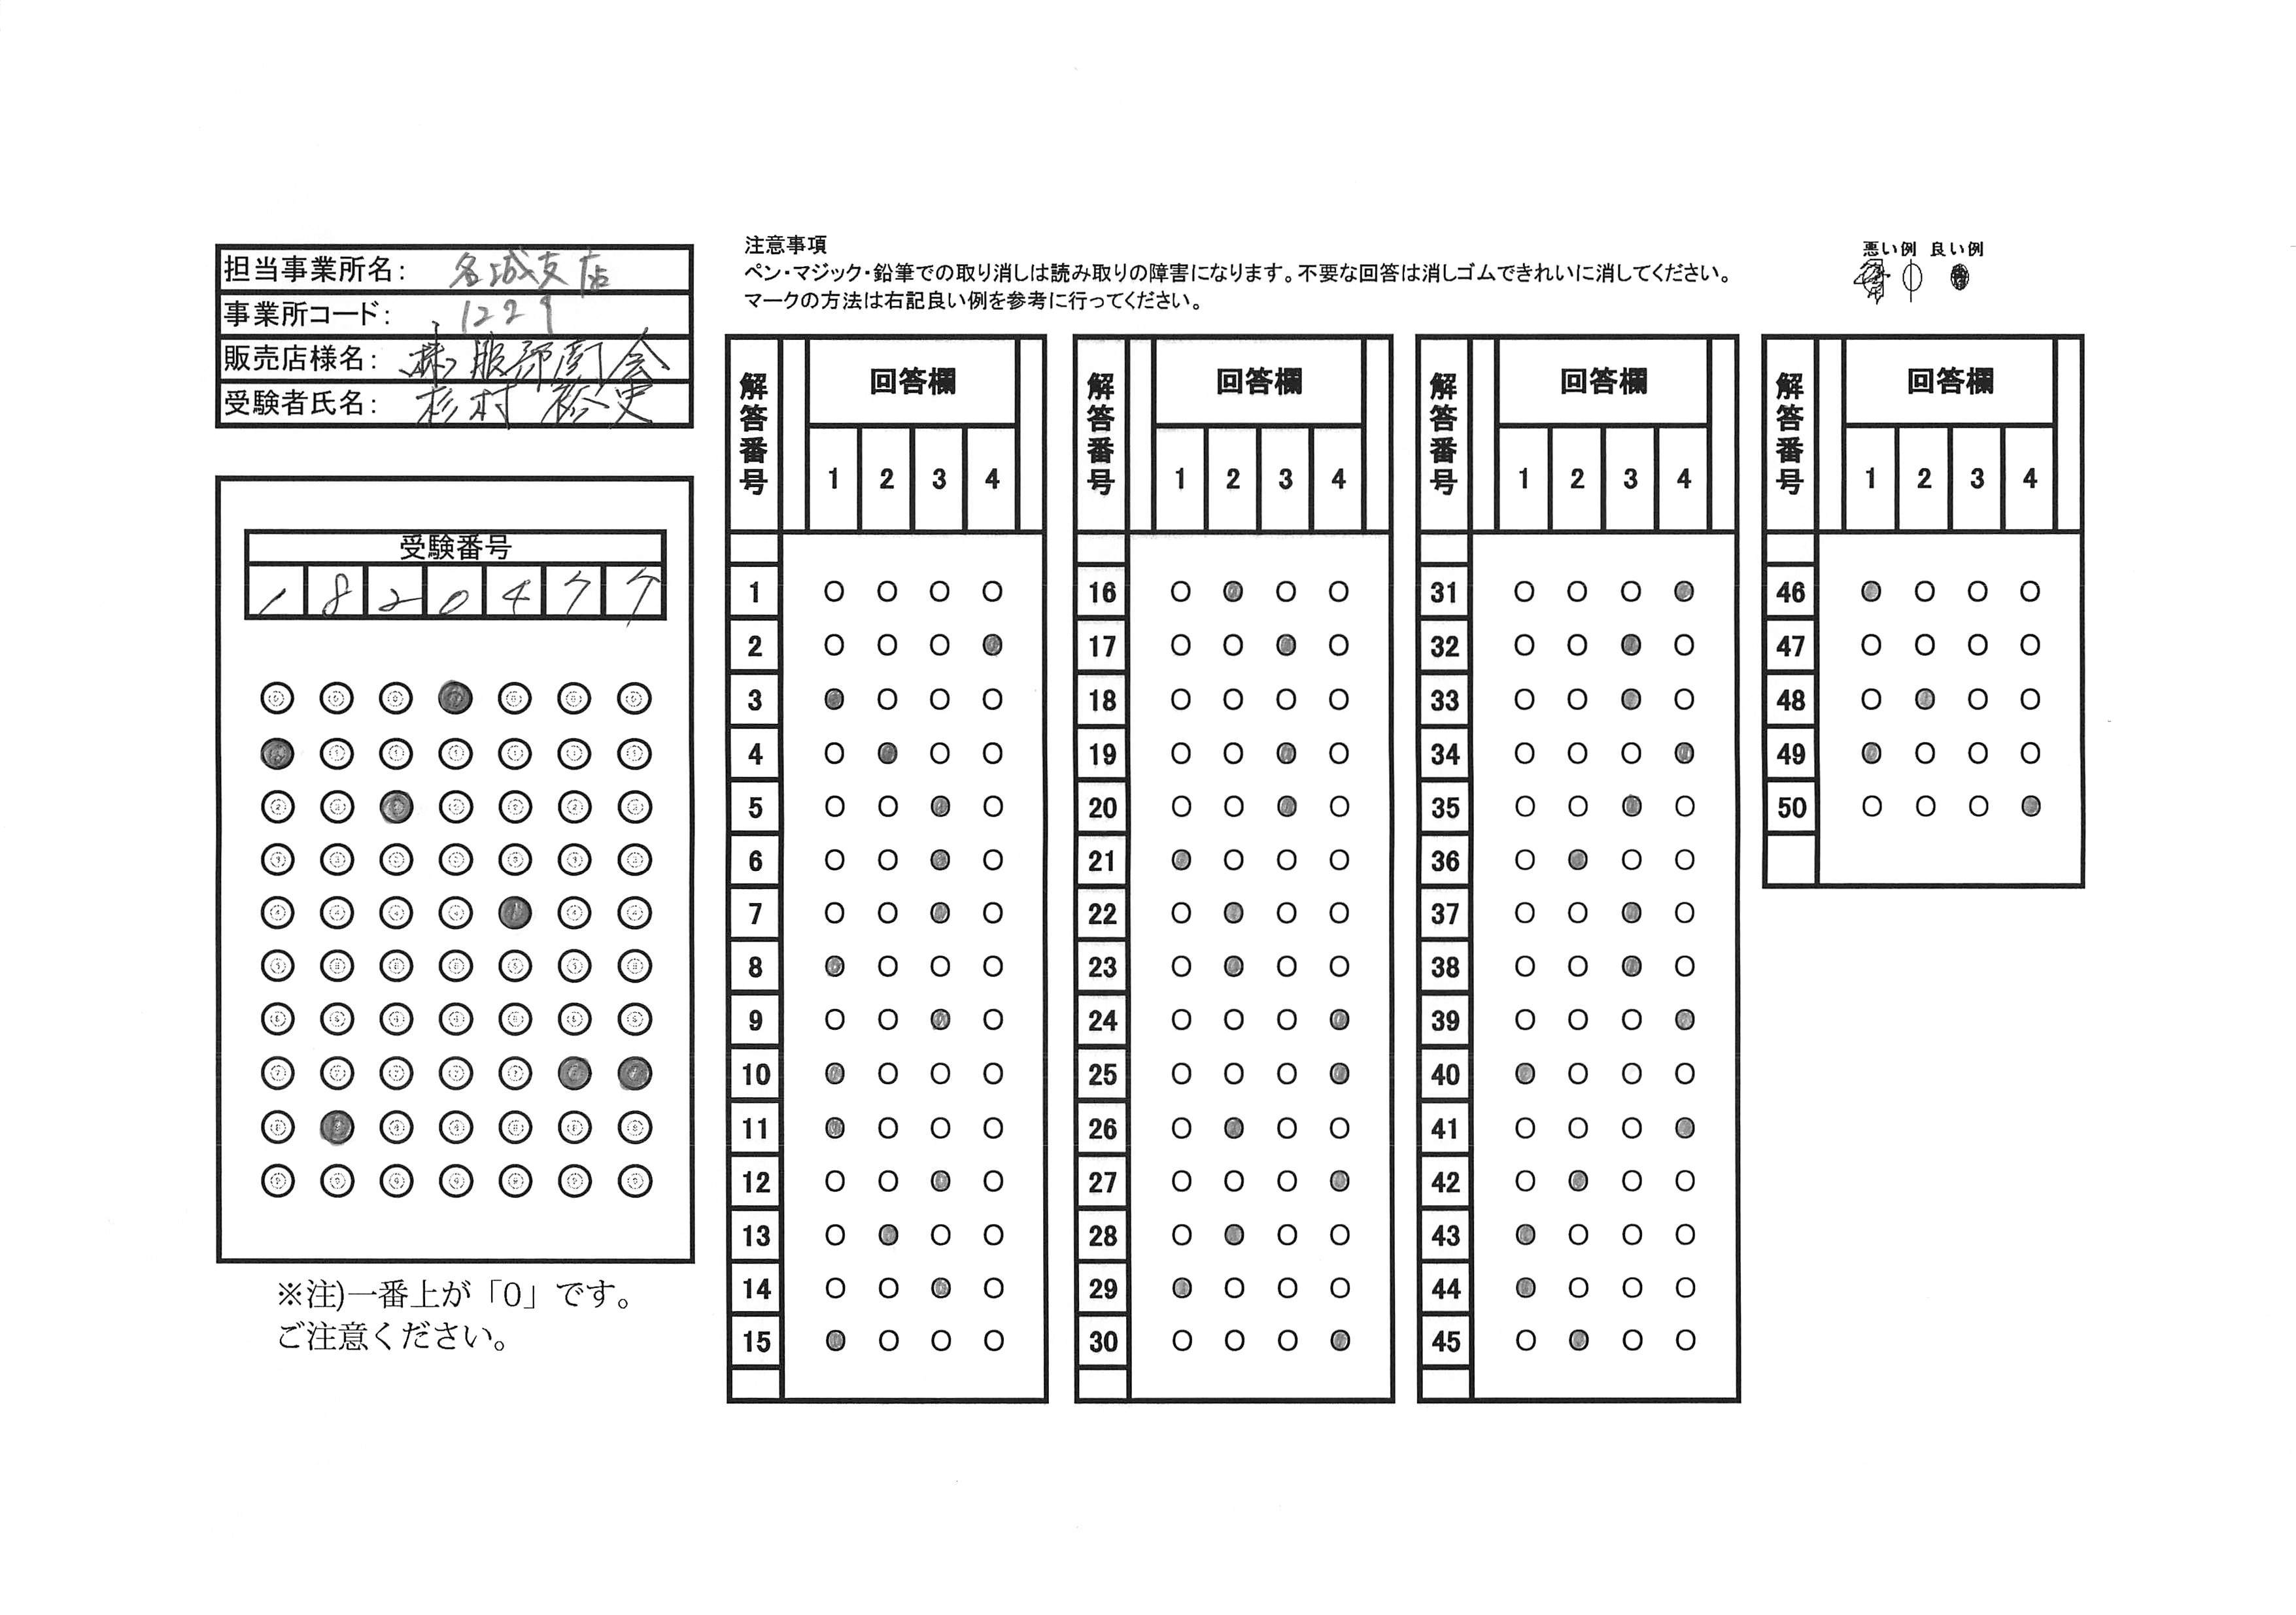 担当事業所名： 名城支店
事業所コード： 1229
販売店様名： ㈱服部商会
受験者氏名： 杉村 裕史
受験番号
1 8 2 0 4 7 7
※注)一番上が「0」です。
ご注意ください。
注意事項
ペン・マジック・鉛筆での取り消しは読み取りの障害になります。不要な回答は消しゴムできれいに消してください。
マークの方法は右記良い例を参考に行ってください。
悪い例 良い例
解答番号 回答欄
1 2 3 4
1
2
3
4
5
6
7
8
9
10
11
12
13
14
15
解答番号 回答欄
1 2 3 4
16
17
18
19
20
21
22
23
24
25
26
27
28
29
30
解答番号 回答欄
1 2 3 4
31
32
33
34
35
36
37
38
39
40
41
42
43
44
45
解答番号 回答欄
1 2 3 4
46
47
48
49
50